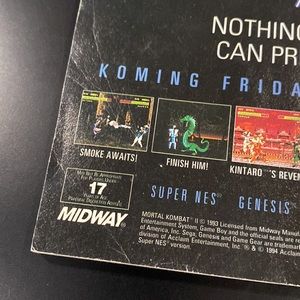 NOTHING
CAN PR
KOMING FRIDA
SMOKE AWAITS!
FINISH HIM!
KINTARO'S REVEN
17
SUPER NES
GENESIS
MIDWAY
MORTAL KOMBAT II © 1993 Licensed from Midway Manu
Entertainment System, Game Boy and the official seals are re
of America, Inc. Sega, Genesis and Game Gear are trademar
division of Acclaim Entertainment, Inc. ® & © 1994 Acclaim
Super NES version.